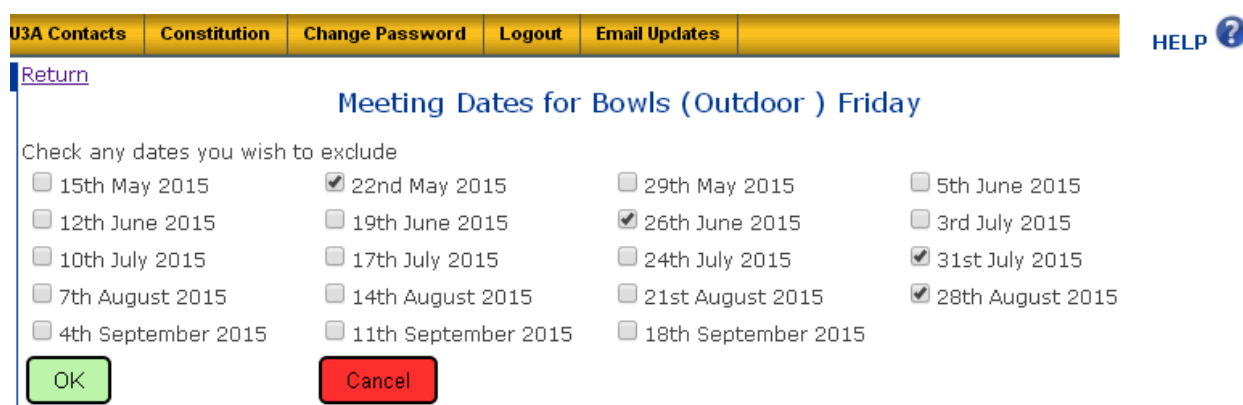 U3A Contacts Constitution Change Password Logout Email Updates HELP ?
Return
Meeting Dates for Bowls (Outdoor ) Friday
Check any dates you wish to exclude
15th May 2015 22nd May 2015 29th May 2015 5th June 2015
12th June 2015 19th June 2015 26th June 2015 3rd July 2015
10th July 2015 17th July 2015 24th July 2015 31st July 2015
7th August 2015 14th August 2015 21st August 2015 28th August 2015
4th September 2015 11th September 2015 18th September 2015
OK Cancel